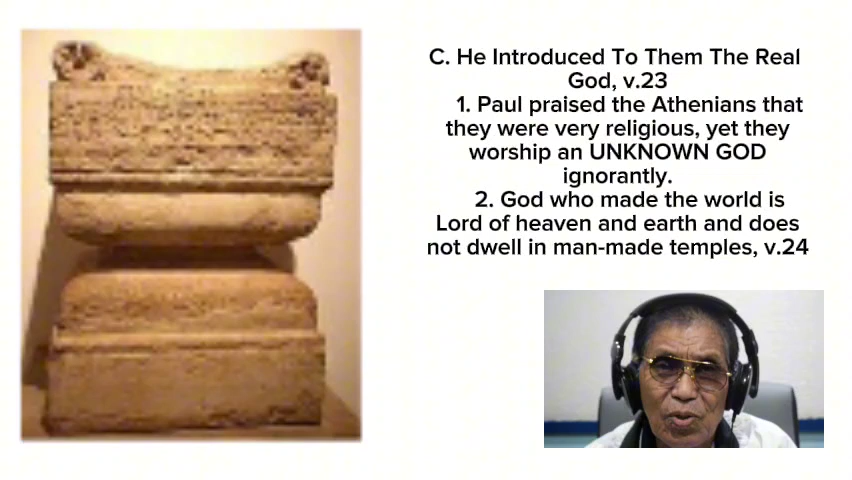 C. He Introduced To Them The Real
God, v.23
1. Paul praised the Athenians that
they were very religious, yet they
worship an UNKNOWN GOD
ignorantly.
2. God who made the world is
Lord of heaven and earth and does
not dwell in man-made temples, v.24